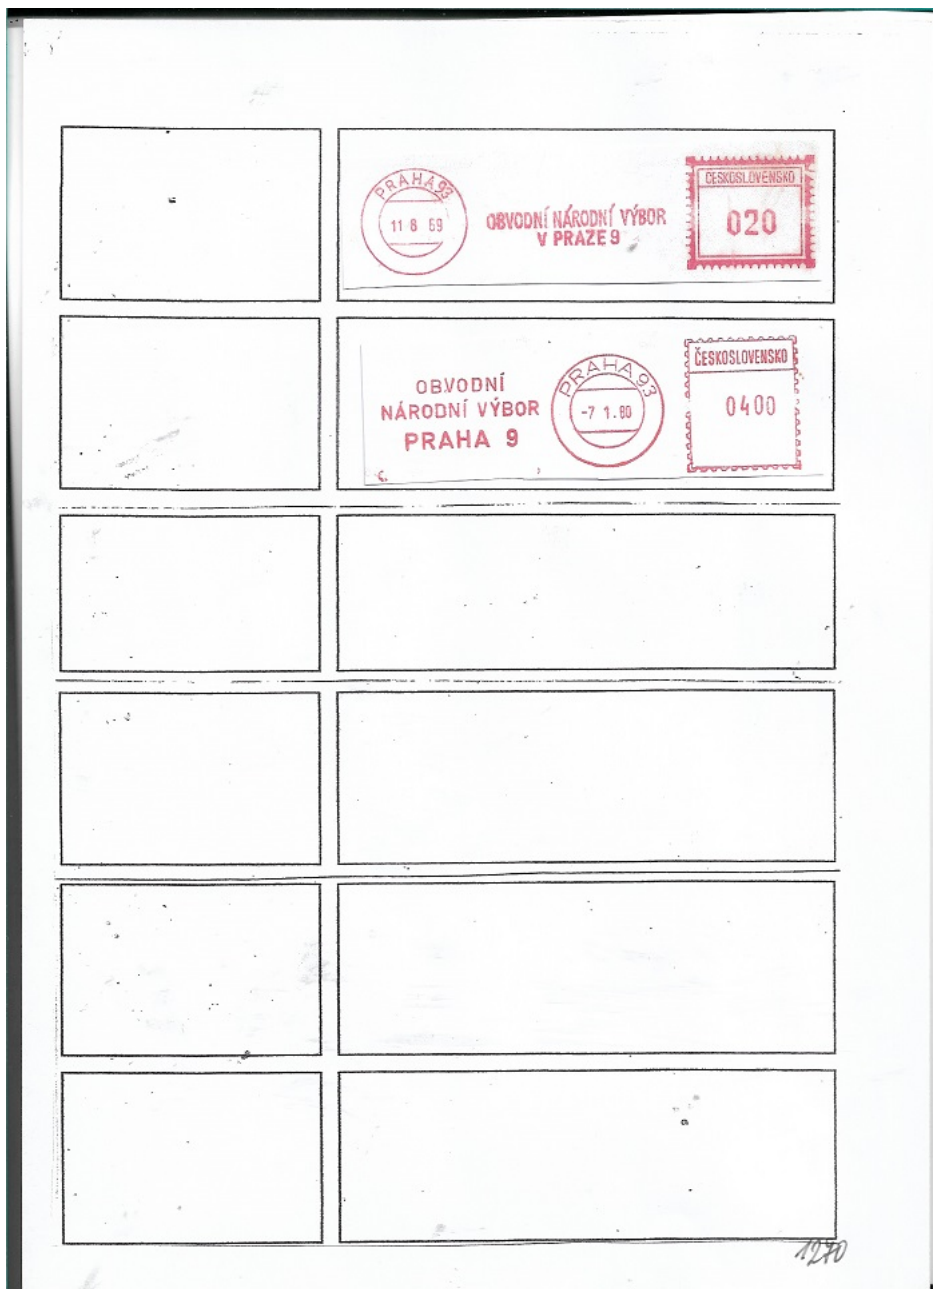 PRAHA 93
11 8 69
OBVODNÍ NÁRODNÍ VÝBOR
V PRAZE 9
ČESKOSLOVENSKO
020
OBVODNÍ
NÁRODNÍ VÝBOR
PRAHA 9
PRAHA 93
-7 1.80
ČESKOSLOVENSKO
0400
1270